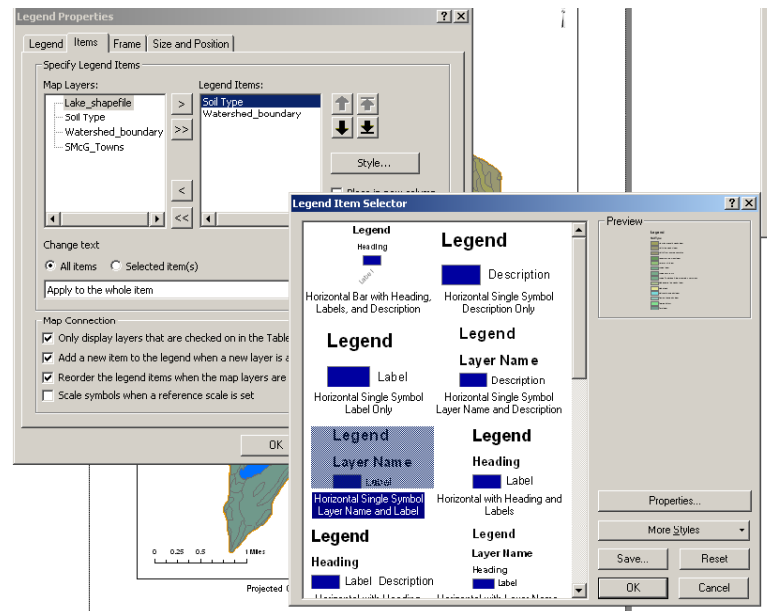 Legend Properties
Legend Items Frame Size and Position
Specify Legend Items
Map Layers:
Lake_shapefile
Soil Type
Watershed_boundary
SMcG_Towns
>
>>
<
<<
Legend Items:
Soil Type
Watershed_boundary
Style...
Place in new column
Change text
All items Selected item(s)
Apply to the whole item
Map Connection
Only display layers that are checked on in the Table
Add a new item to the legend when a new layer is a
Reorder the legend items when the map layers are
Scale symbols when a reference scale is set
OK
0 0.25 0.5 1 Miles
Projected
Legend Item Selector
Legend
Heading
Label
Horizontal Bar with Heading,
Labels, and Description
Legend
Description
Horizontal Single Symbol
Description Only
Legend
Label
Horizontal Single Symbol
Label Only
Legend
Layer Name
Description
Horizontal Single Symbol
Layer Name and Description
Legend
Layer Name
Label
Horizontal Single Symbol
Layer Name and Label
Legend
Heading
Label
Horizontal with Heading and
Labels
Legend
Heading
Label Description
Legend
Layer Name
Heading
Label
Preview
Legend
Properties...
More Styles
Save... Reset
OK Cancel